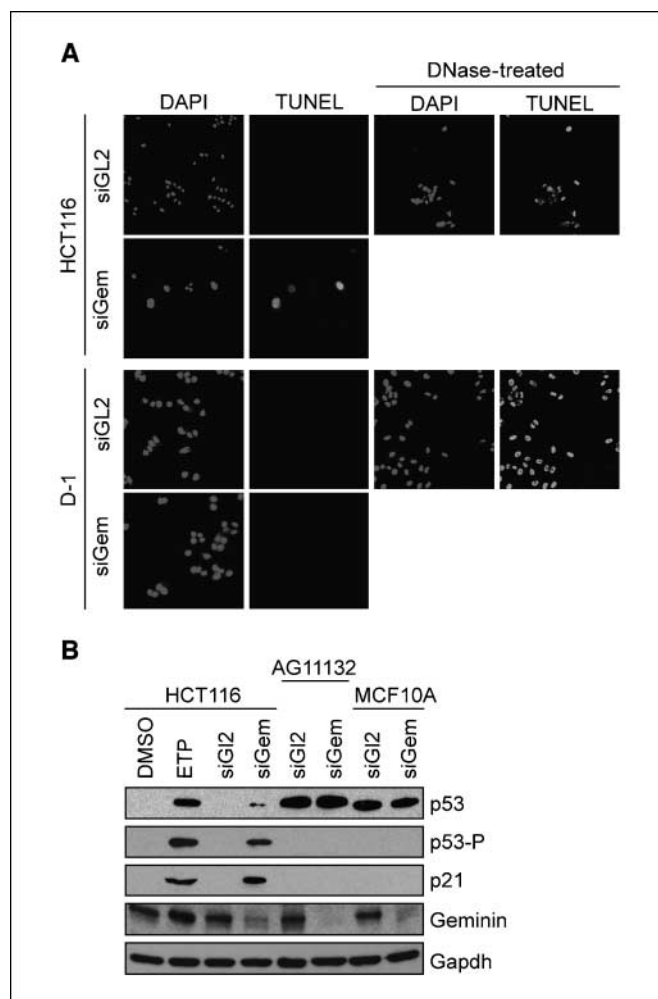 A
DNase-treated
DAPI TUNEL DAPI TUNEL
HCT116
siGL2
siGem
D-1
siGL2
siGem
B
AG11132
HCT116 MCF10A
DMSO ETP siGl2 siGem siGl2 siGem siGl2 siGem
p53
p53-P
p21
Geminin
Gapdh